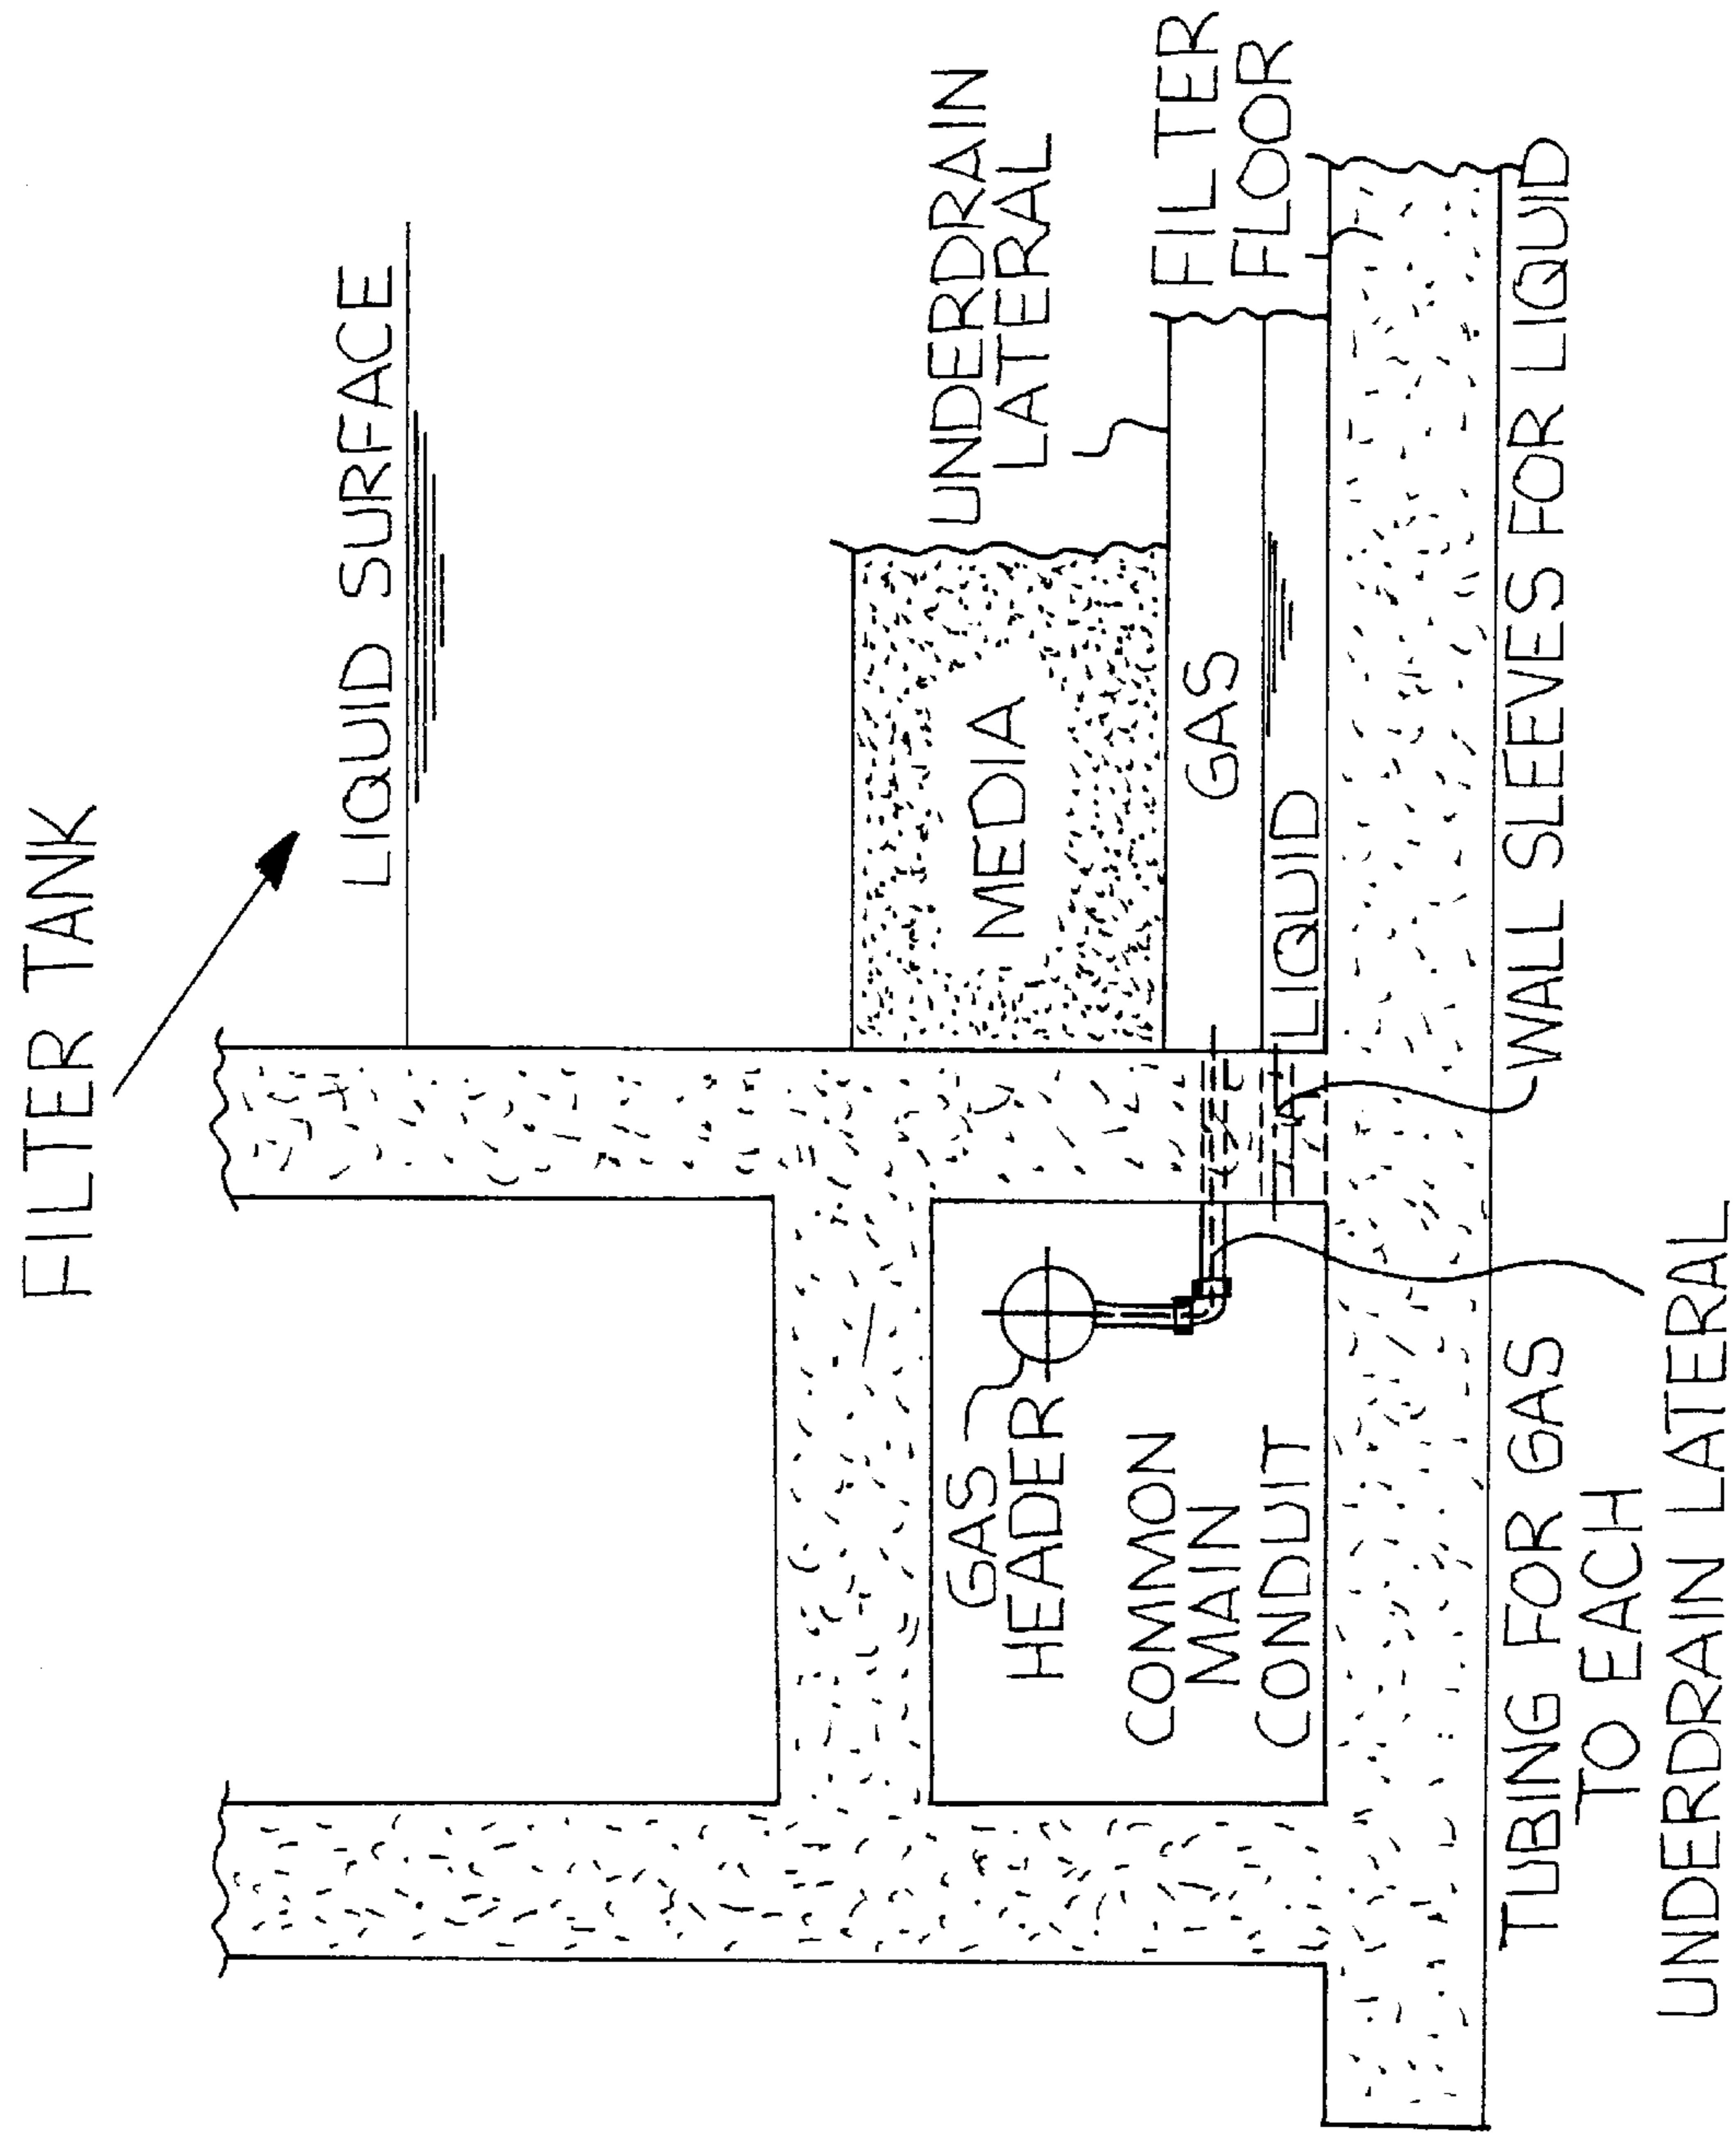 FILTER TANK
LIQUID SURFACE
UNDERDRAIN
LATERAL
MEDIA
FILTER
FLOOR
GAS
LIQUID
GAS
HEADER
COMMON
MAIN
CONDUIT
WALL SLEEVES FOR LIQUID
TUBING FOR GAS
TO EACH
UNDERDRAIN LATERAL